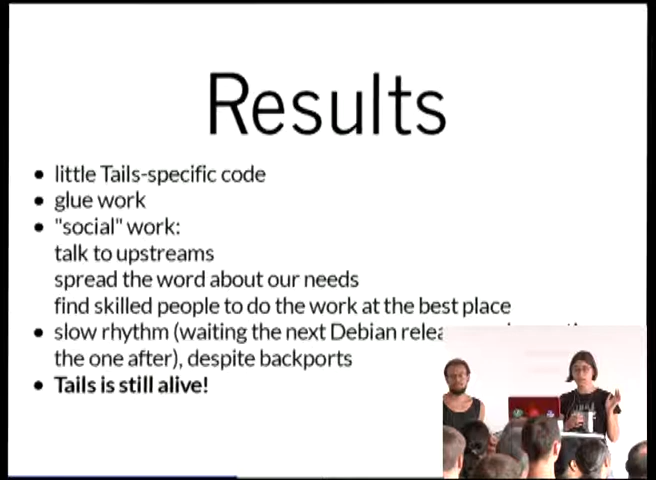 Results
• little Tails-specific code
• glue work
• "social" work:
talk to upstreams
spread the word about our needs
find skilled people to do the work at the best place
• slow rhythm (waiting the next Debian
the one after), despite backports
• Tails is still alive!